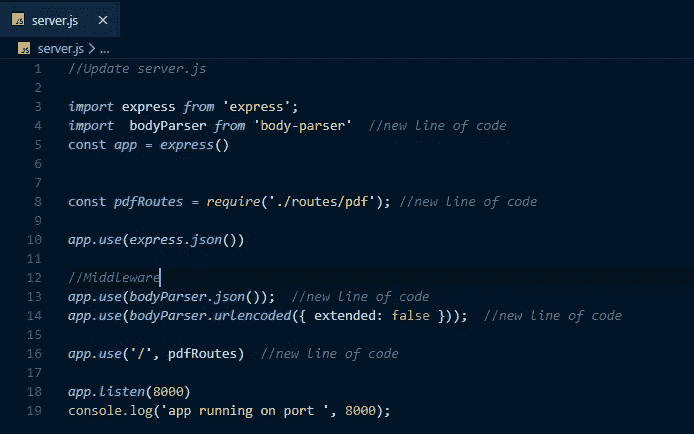 JS server.js ×
JS server.js > ...
1 //Update server.js
2
3 import express from 'express';
4 import  bodyParser from 'body-parser'  //new line of code
5 const app = express()
6
7
8 const pdfRoutes = require('./routes/pdf'); //new line of code
9
10 app.use(express.json())
11
12 //Middleware
13 app.use(bodyParser.json());  //new line of code
14 app.use(bodyParser.urlencoded({ extended: false }));  //new line of code
15
16 app.use('/', pdfRoutes)  //new line of code
17
18 app.listen(8000)
19 console.log('app running on port ', 8000);